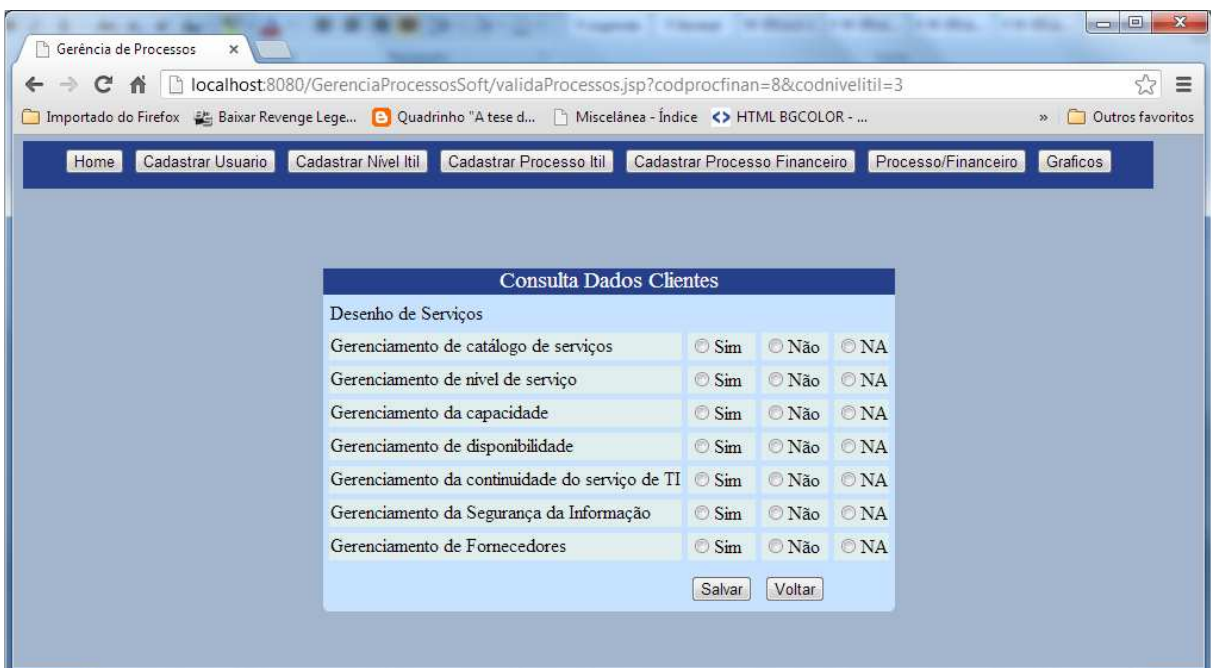 Gerência de Processos
localhost:8080/GerenciaProcessosSoft/validaProcessos.jsp?codprocfinan=8&codnivelitil=3
Importado do Firefox Baixar Revenge Lege... Quadrinho "A tese d... Miscelânea - Índice HTML BGCOLOR - ... » Outros favoritos
Home Cadastrar Usuario Cadastrar Nível Itil Cadastrar Processo Itil Cadastrar Processo Financeiro Processo/Financeiro Graficos
Consulta Dados Clientes
Desenho de Serviços
Gerenciamento de catálogo de serviços Sim Não NA
Gerenciamento de nivel de serviço Sim Não NA
Gerenciamento da capacidade Sim Não NA
Gerenciamento de disponibilidade Sim Não NA
Gerenciamento da continuidade do serviço de TI Sim Não NA
Gerenciamento da Segurança da Informação Sim Não NA
Gerenciamento de Fornecedores Sim Não NA
Salvar Voltar